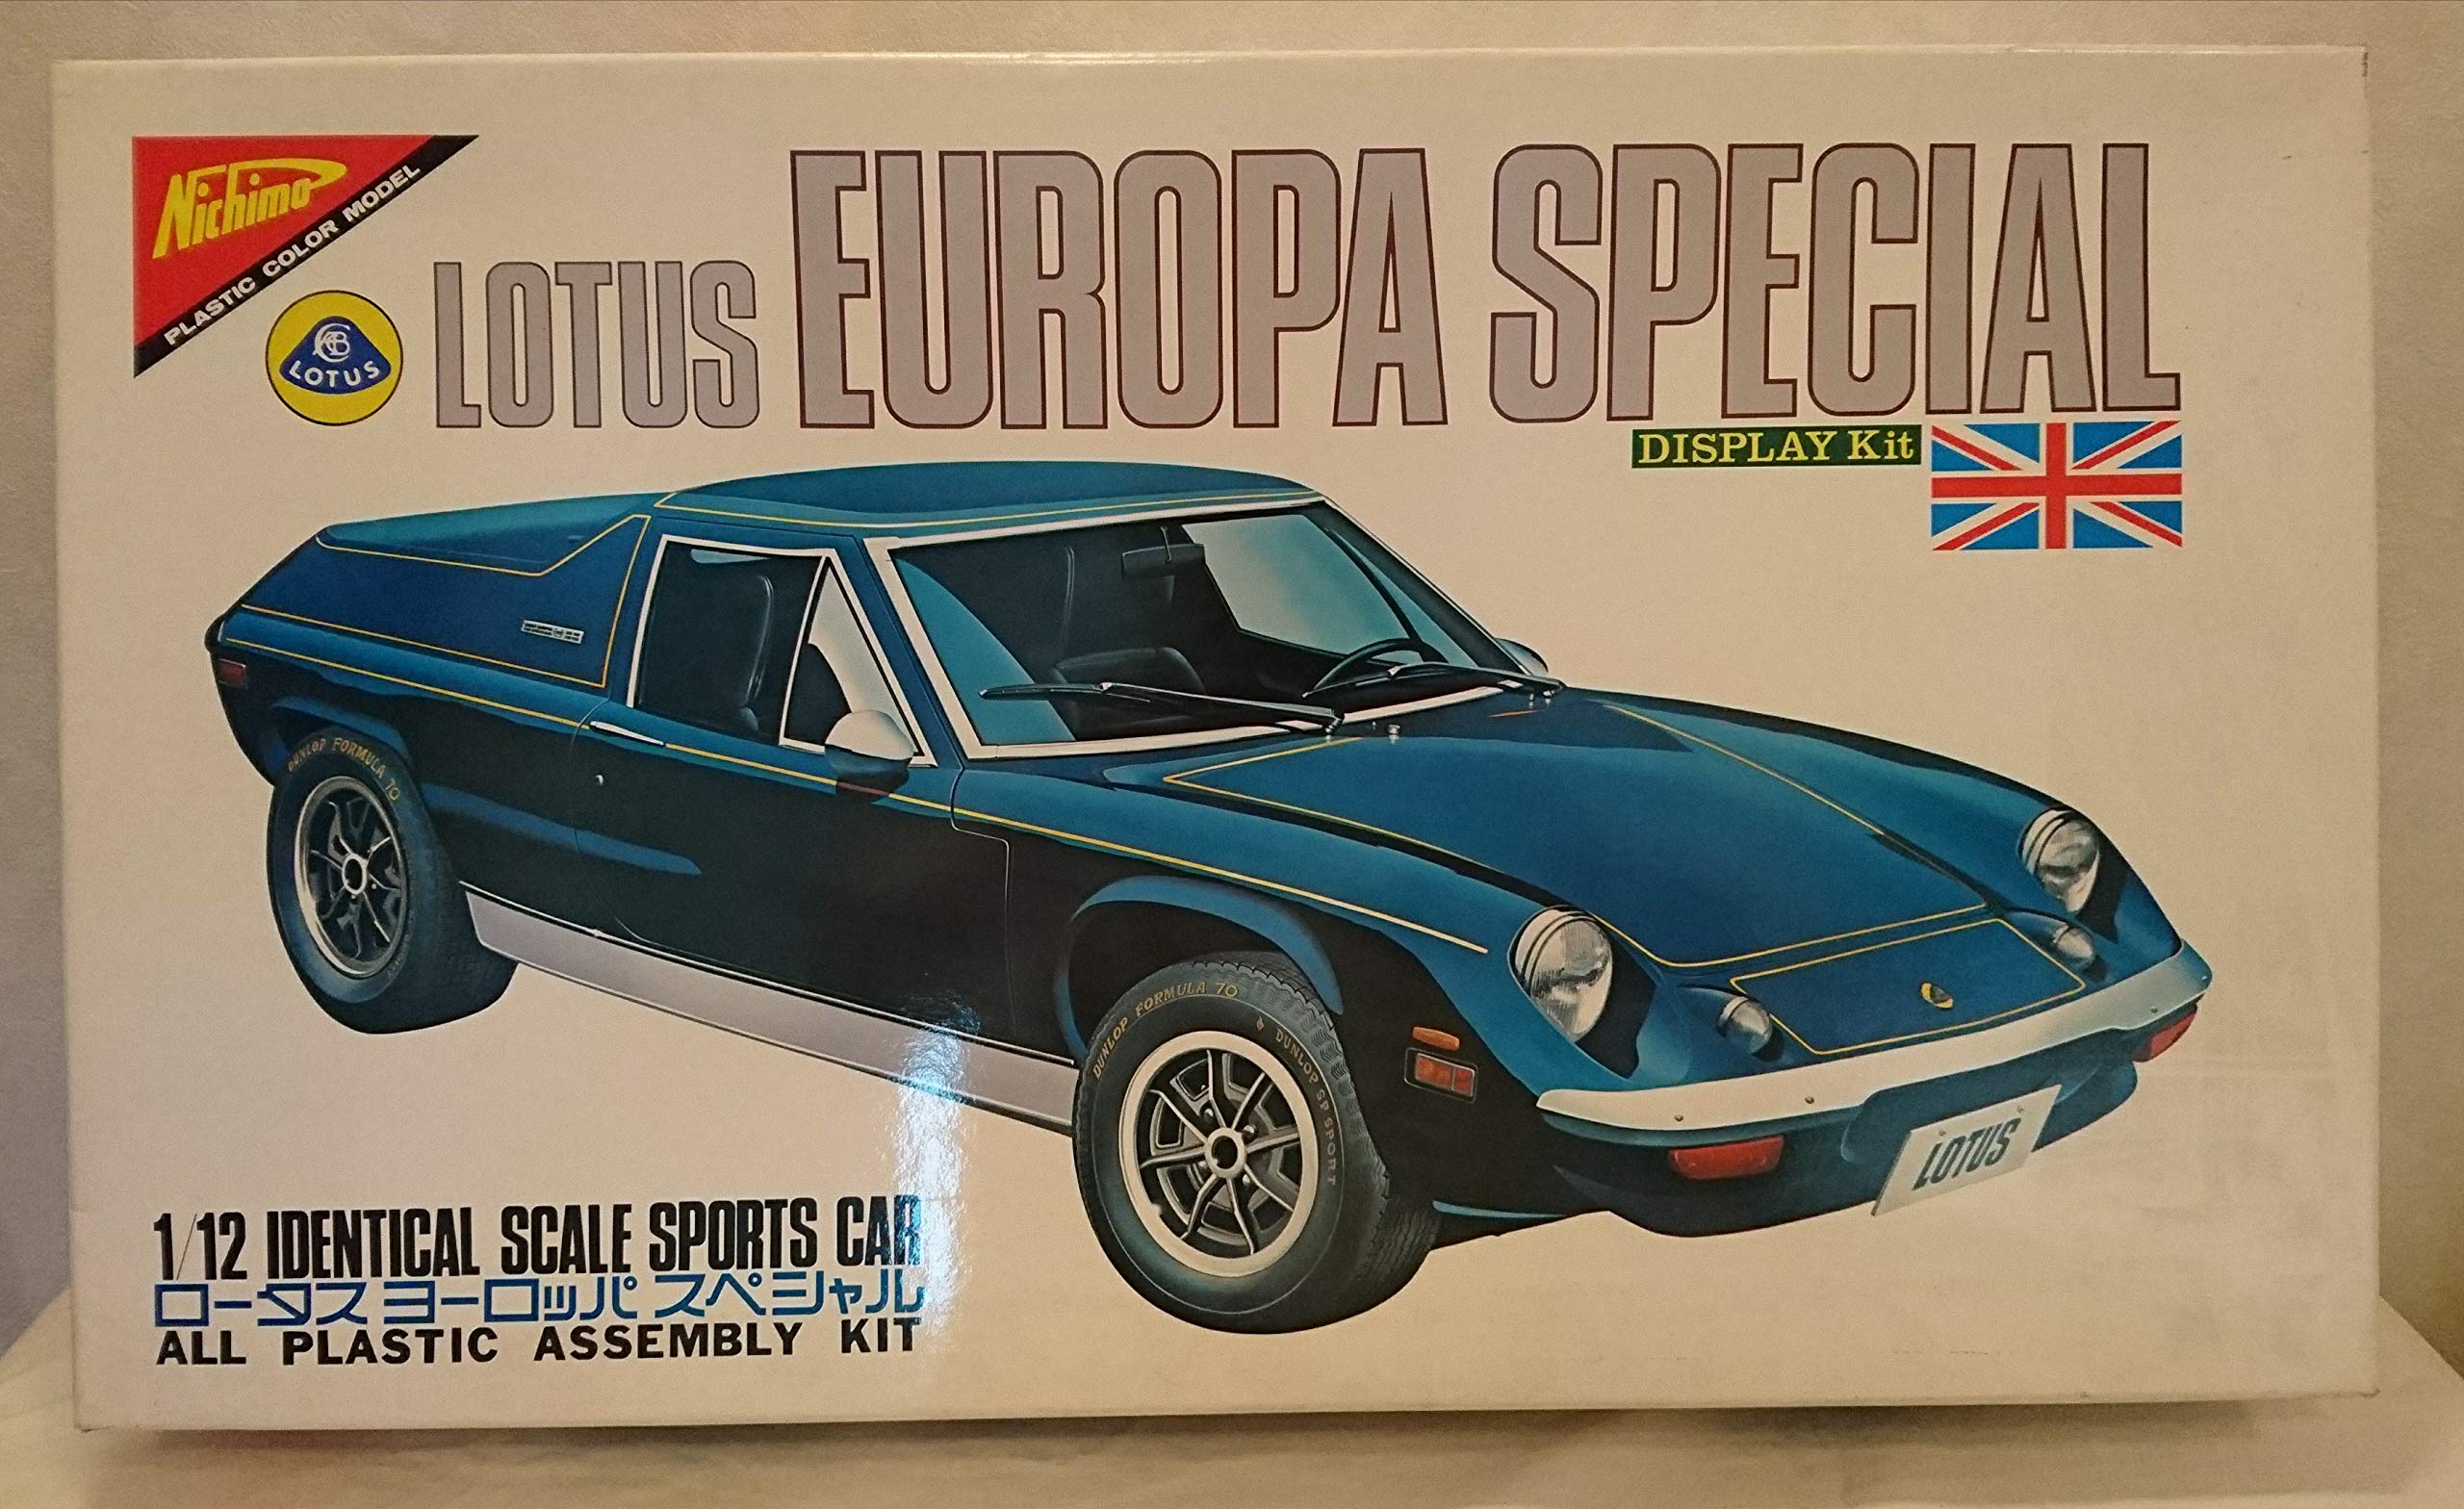 Nichimo
PLASTIC COLOR MODEL
LOTUS
LOTUS EUROPA SPECIAL
DISPLAY Kit
DUNLOP FORMULA 70
DUNLOP FORMULA 70
DUNLOP SP SPORT
LOTUS
1/12 IDENTICAL SCALE SPORTS CAR
ロータス ヨーロッパ スペシャル
ALL PLASTIC ASSEMBLY KIT